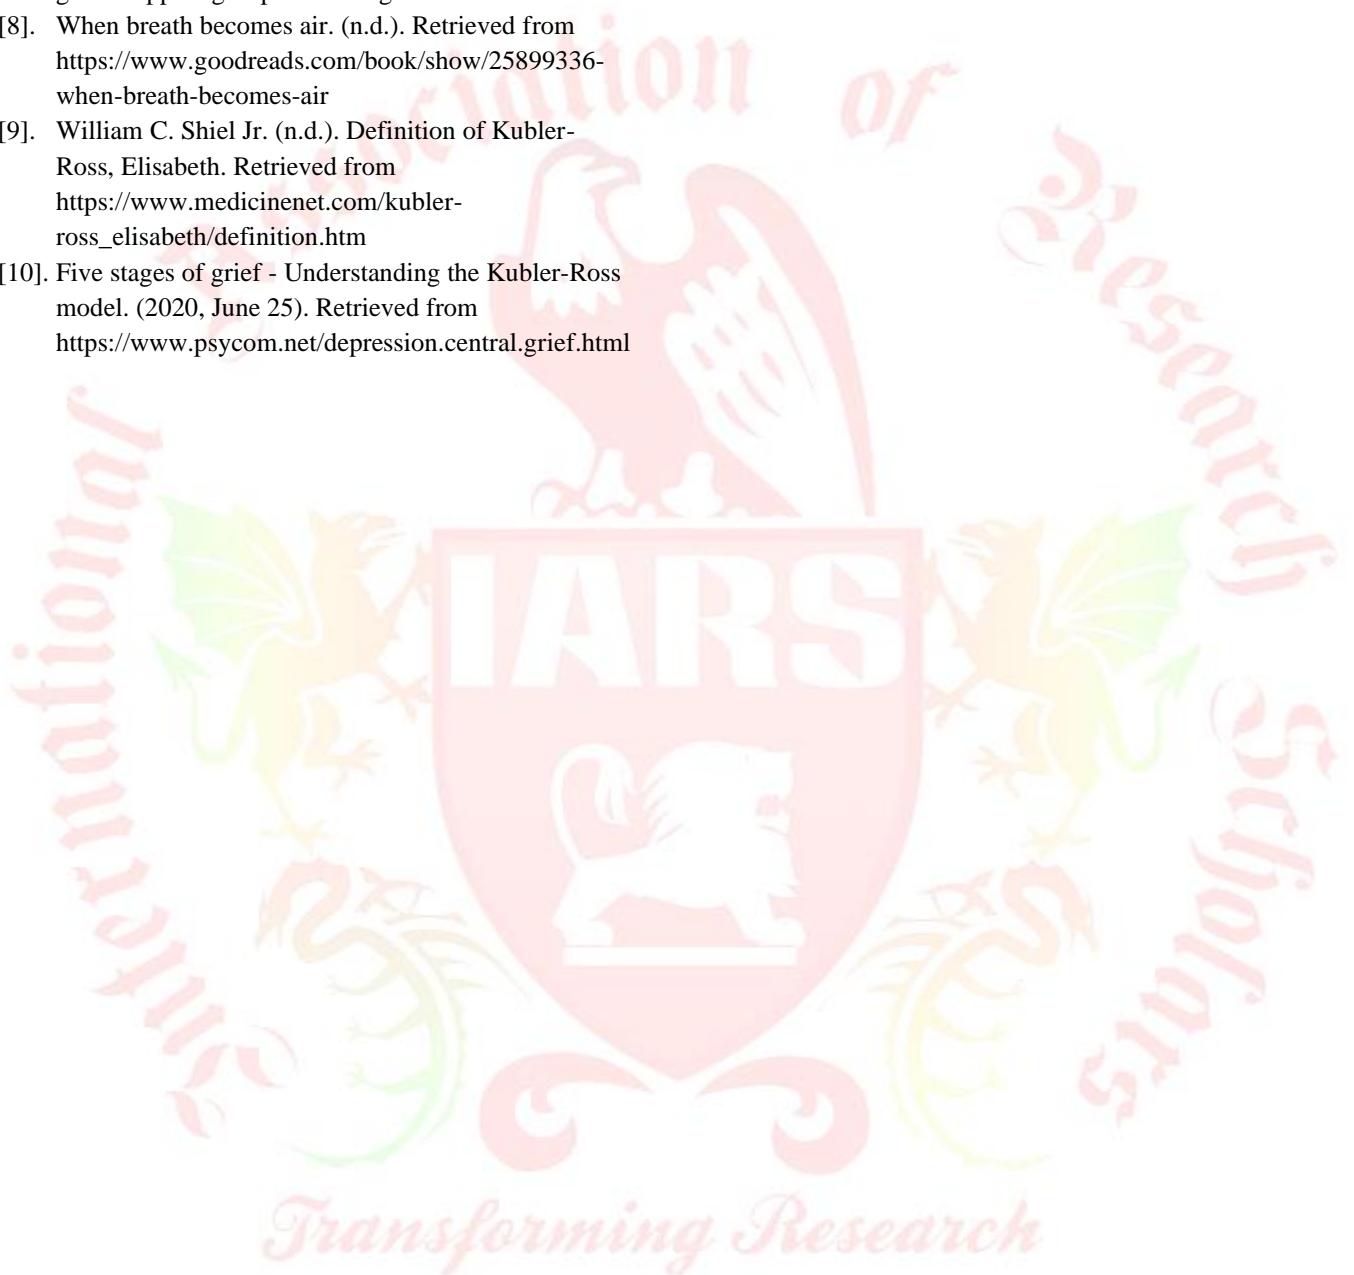 [8]. When breath becomes air. (n.d.). Retrieved from
https://www.goodreads.com/book/show/25899336-
when-breath-becomes-air
[9]. William C. Shiel Jr. (n.d.). Definition of Kubler-
Ross, Elisabeth. Retrieved from
https://www.medicinenet.com/kubler-
ross_elisabeth/definition.htm
[10]. Five stages of grief - Understanding the Kubler-Ross
model. (2020, June 25). Retrieved from
https://www.psycom.net/depression.central.grief.html
International Association of Research Scholars
IARS
Transforming Research